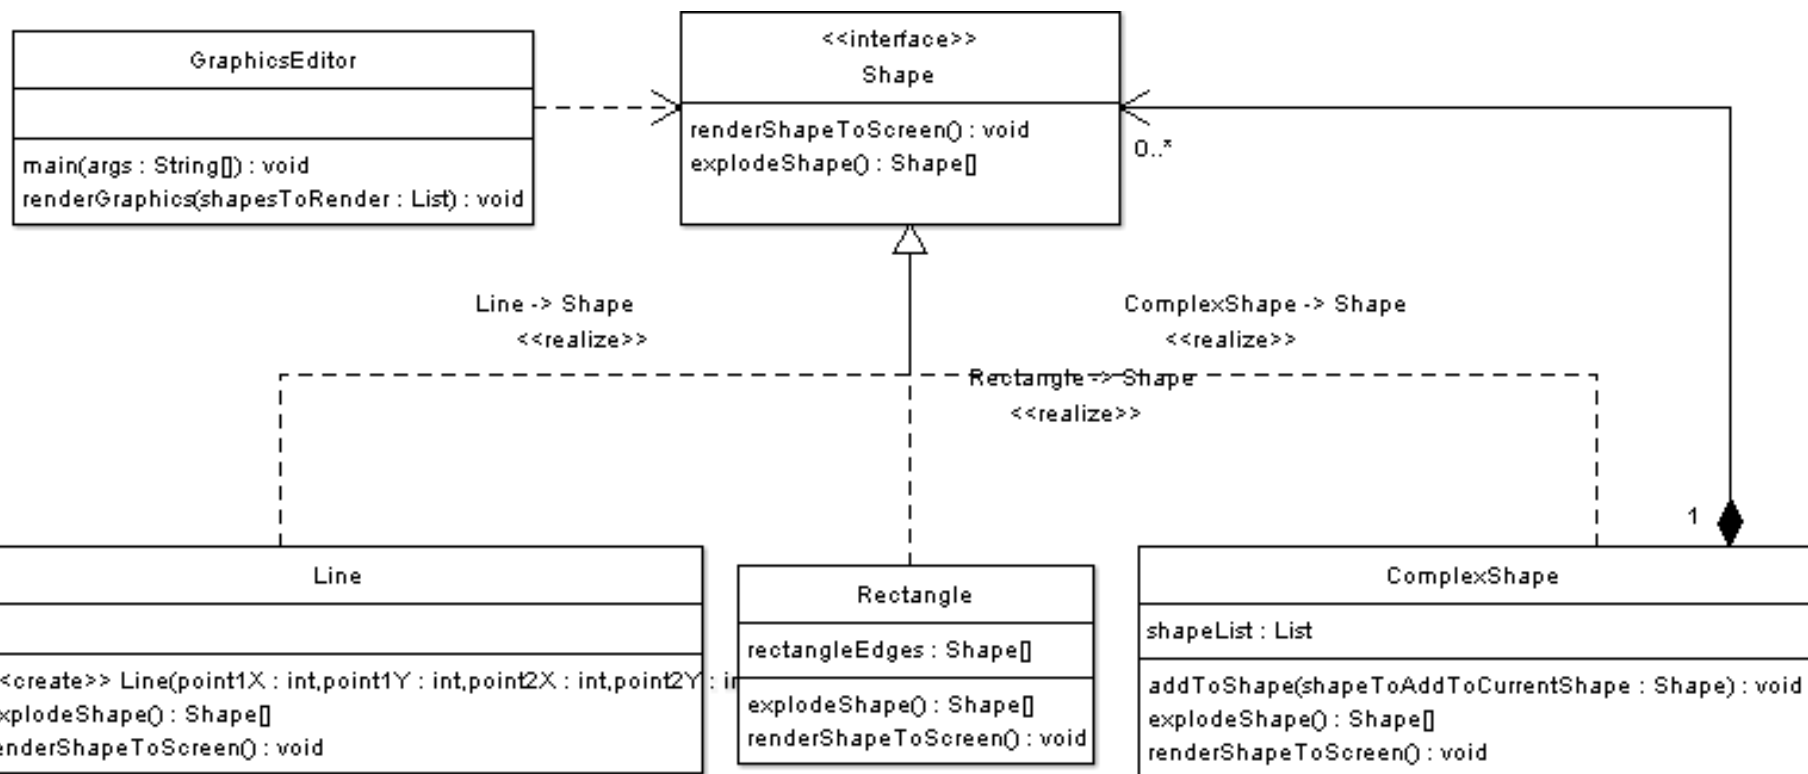 GraphicsEditor
main(args : String[]) : void
renderGraphics(shapesToRender : List) : void
<<interface>>
Shape
renderShapeToScreen() : void
explodeShape() : Shape[]
0..*
Line -> Shape
<<realize>>
ComplexShape -> Shape
<<realize>>
Rectangle -> Shape
<<realize>>
1
Line
<create>> Line(point1X : int,point1Y : int,point2X : int,point2Y : in
xplodeShape() : Shape[]
enderShapeToScreen() : void
Rectangle
rectangleEdges : Shape[]
explodeShape() : Shape[]
renderShapeToScreen() : void
ComplexShape
shapeList : List
addToShape(shapeToAddToCurrentShape : Shape) : void
explodeShape() : Shape[]
renderShapeToScreen() : void